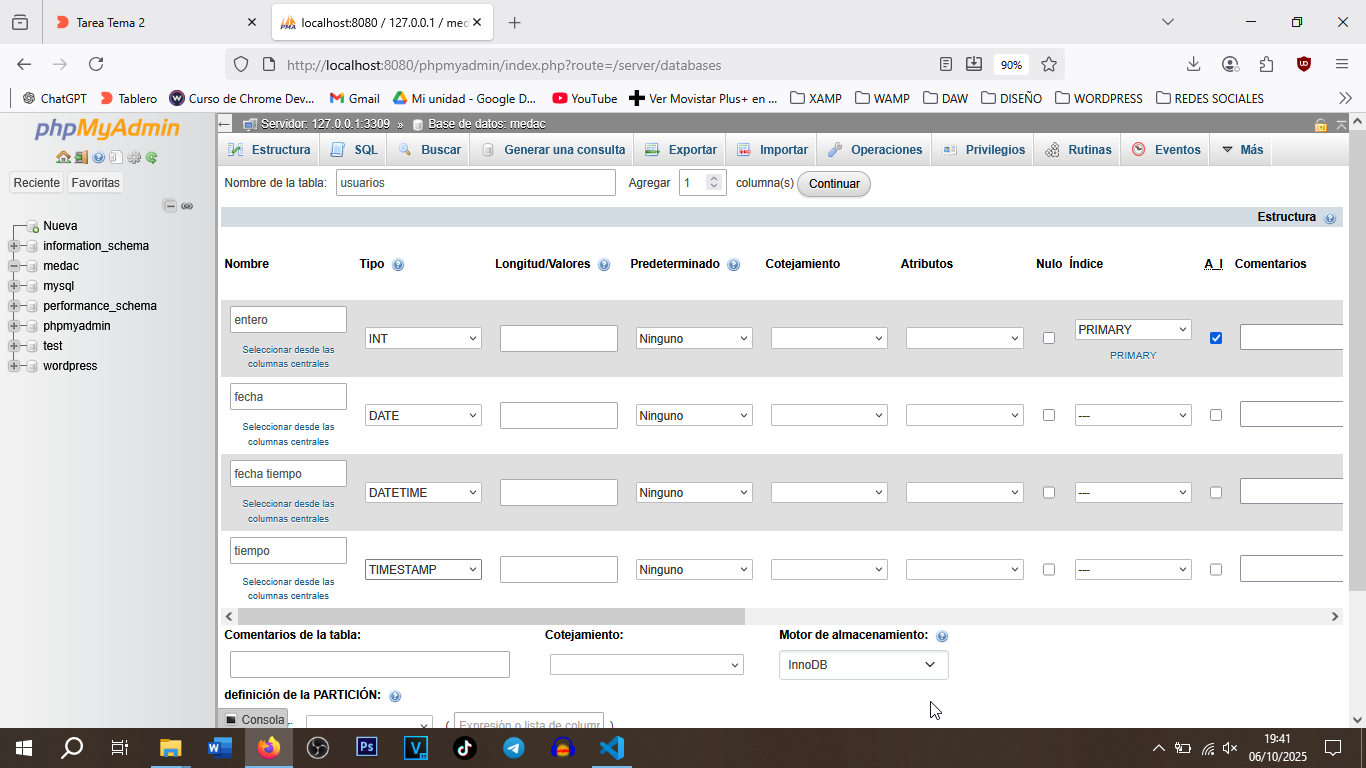 Tarea Tema 2
localhost:8080 / 127.0.0.1 / med
http://localhost:8080/phpmyadmin/index.php?route=/server/databases
90%
ChatGPT
Tablero
Curso de Chrome Dev...
Gmail
Mi unidad - Google D...
YouTube
Ver Movistar Plus+ en ...
XAMP
WAMP
DAW
DISEÑO
WORDPRESS
REDES SOCIALES
phpMyAdmin
Reciente
Favoritas
Nueva
information_schema
medac
mysql
performance_schema
phpmyadmin
test
wordpress
Servidor: 127.0.0.1:3309 » Base de datos: medac
Estructura
SQL
Buscar
Generar una consulta
Exportar
Importar
Operaciones
Privilegios
Rutinas
Eventos
Más
Nombre de la tabla: usuarios Agregar 1 columna(s) Continuar
Estructura
Nombre Tipo Longitud/Valores Predeterminado Cotejamiento Atributos Nulo Índice A_I Comentarios
entero
Seleccionar desde las
columnas centrales
INT
Ninguno
PRIMARY
PRIMARY
fecha
Seleccionar desde las
columnas centrales
DATE
Ninguno
---
fecha tiempo
Seleccionar desde las
columnas centrales
DATETIME
Ninguno
---
tiempo
Seleccionar desde las
columnas centrales
TIMESTAMP
Ninguno
---
Comentarios de la tabla:
Cotejamiento:
Motor de almacenamiento:
InnoDB
definición de la PARTICIÓN:
Consola
( Expresión o lista de column )
19:41
06/10/2025